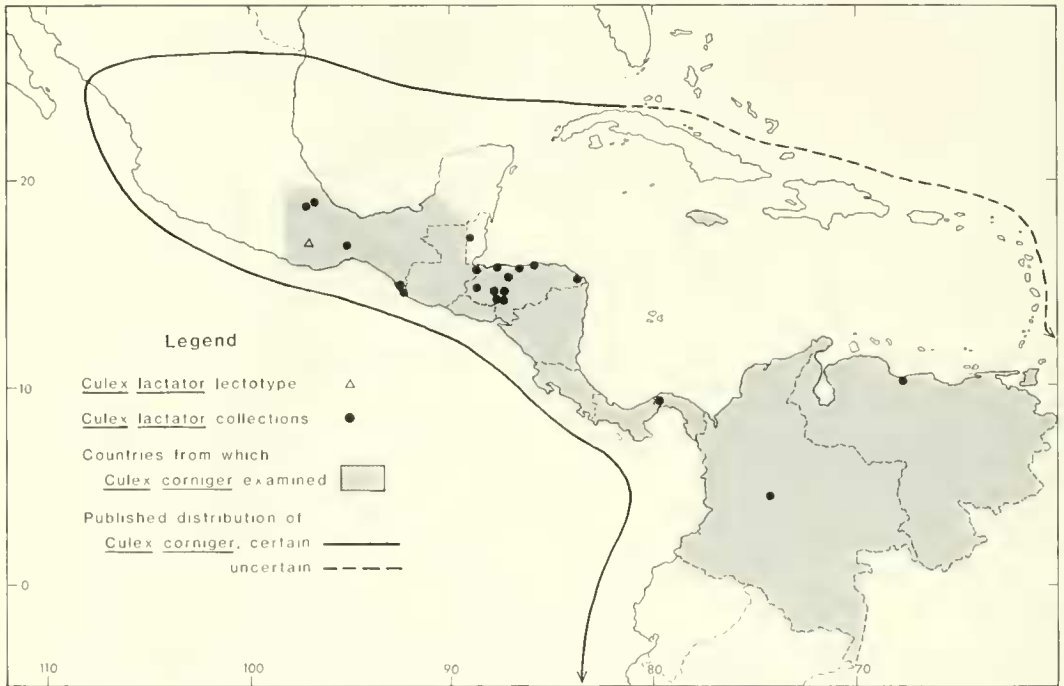 20
10
0
110
100
90
80
70
Legend
Culex lactator lectotype
Culex lactator collections
Countries from which
Culex corniger examined
Published distribution of
Culex corniger, certain
uncertain